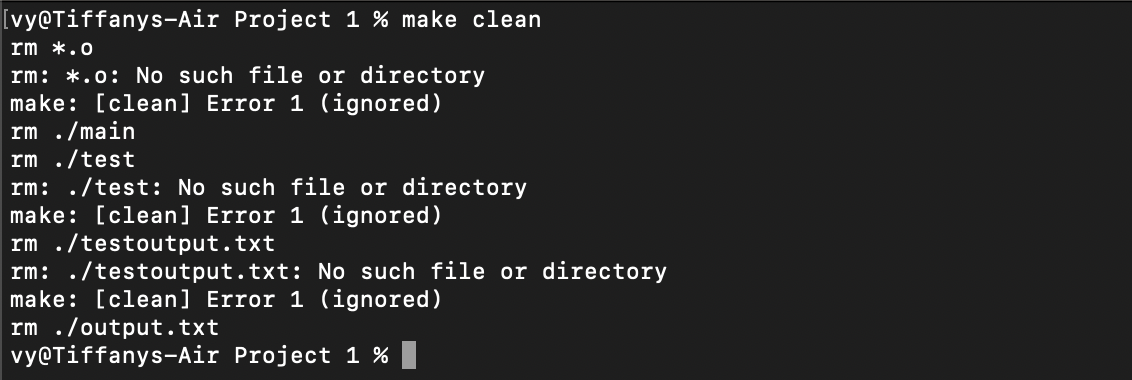 [vy@Tiffanys-Air Project 1 % make clean
rm *.o
rm: *.o: No such file or directory
make: [clean] Error 1 (ignored)
rm ./main
rm ./test
rm: ./test: No such file or directory
make: [clean] Error 1 (ignored)
rm ./testoutput.txt
rm: ./testoutput.txt: No such file or directory
make: [clean] Error 1 (ignored)
rm ./output.txt
vy@Tiffanys-Air Project 1 %